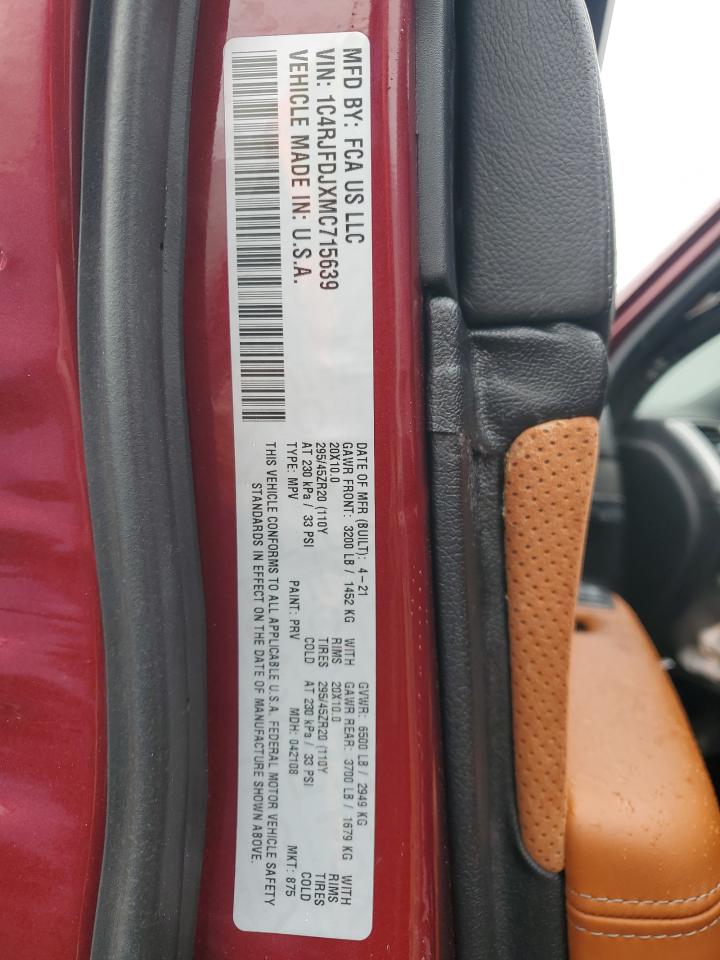 MFD BY: FCA US LLC
VIN: 1C4RJFDJXMC715639
VEHICLE MADE IN: U.S.A.
DATE OF MFR (BUILT): 4-21 GVWR: 6500 LB / 2949 KG
GAWR FRONT: 3200 LB / 1452 KG WITH GAWR REAR: 3700 LB / 1679 KG WITH
20X10.0 RIMS 20X10.0 RIMS
295/45ZR20 (110Y TIRES 295/45ZR20 (110Y TIRES
AT 230 kPa / 33 PSI COLD AT 230 kPa / 33 PSI COLD
TYPE: MPV PAINT: PRV MDH: 042108 MKT: 875
THIS VEHICLE CONFORMS TO ALL APPLICABLE U.S.A. FEDERAL MOTOR VEHICLE SAFETY
STANDARDS IN EFFECT ON THE DATE OF MANUFACTURE SHOWN ABOVE.